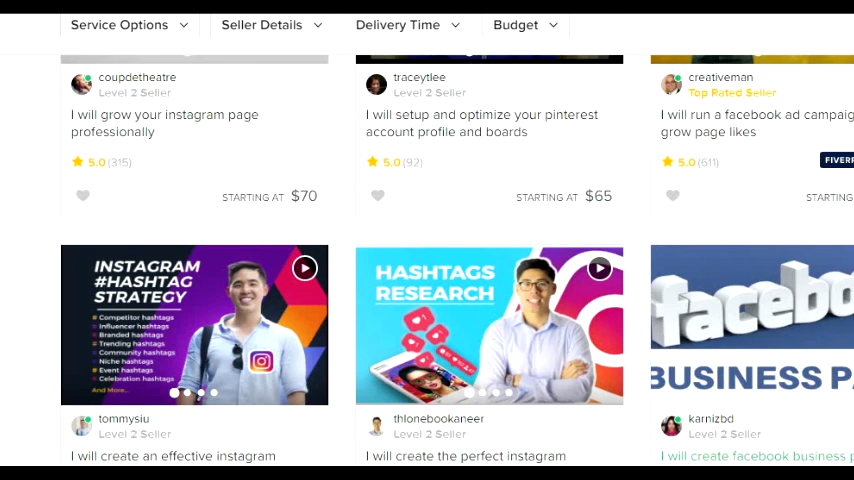 Service Options
Seller Details
Delivery Time
Budget
coupdetheatre
Level 2 Seller
I will grow your instagram page
professionally
5.0 (315)
STARTING AT $70
traceytlee
Level 2 Seller
I will setup and optimize your pinterest
account profile and boards
5.0 (92)
STARTING AT $65
creativeman
Top Rated Seller
I will run a facebook ad campaig
grow page likes
5.0 (611)
FIVERR
STARTING
INSTAGRAM
#HASHTAG
STRATEGY
# Competitor hashtags
# Influencer hashtags
# Branded hashtags
# Trending hashtags
# Community hashtags
# Niche hashtags
# Event hashtags
# Celebration hashtags
And More...
tommysiu
Level 2 Seller
I will create an effective instagram
HASHTAGS
RESEARCH
thlonebookaneer
Level 2 Seller
I will create the perfect instagram
facebo
BUSINESS PA
karnizbd
Level 2 Seller
I will create facebook business p